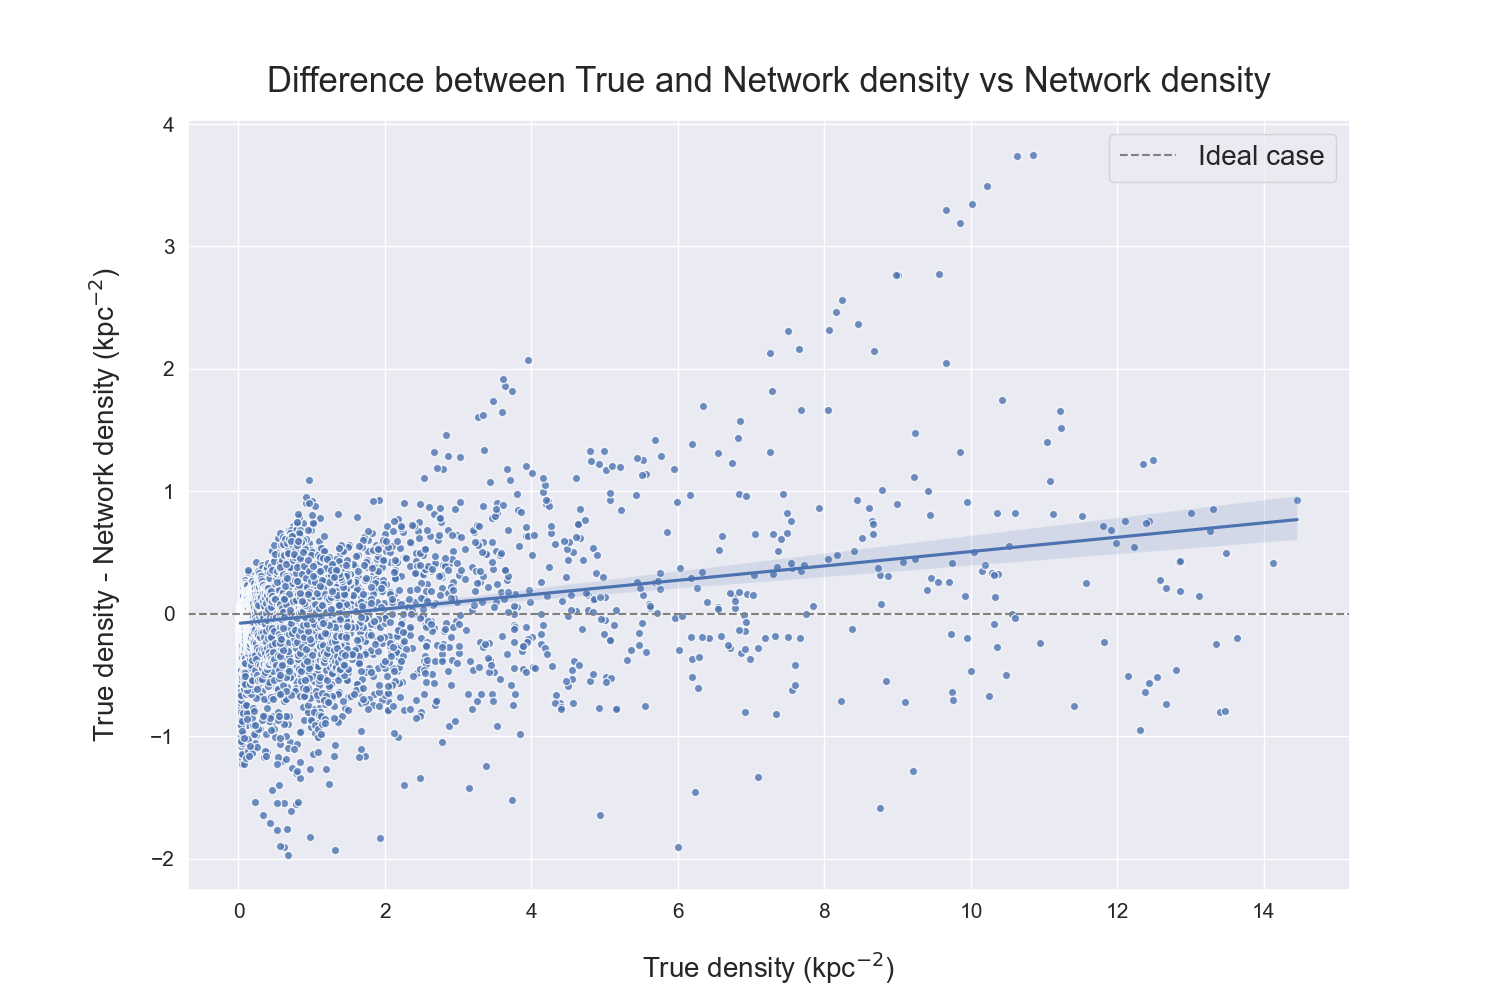 Difference between True and Network density vs Network density
Ideal case
4
3
2
1
0
−1
−2
True density - Network density (kpc⁻²)
0 2 4 6 8 10 12 14
True density (kpc⁻²)